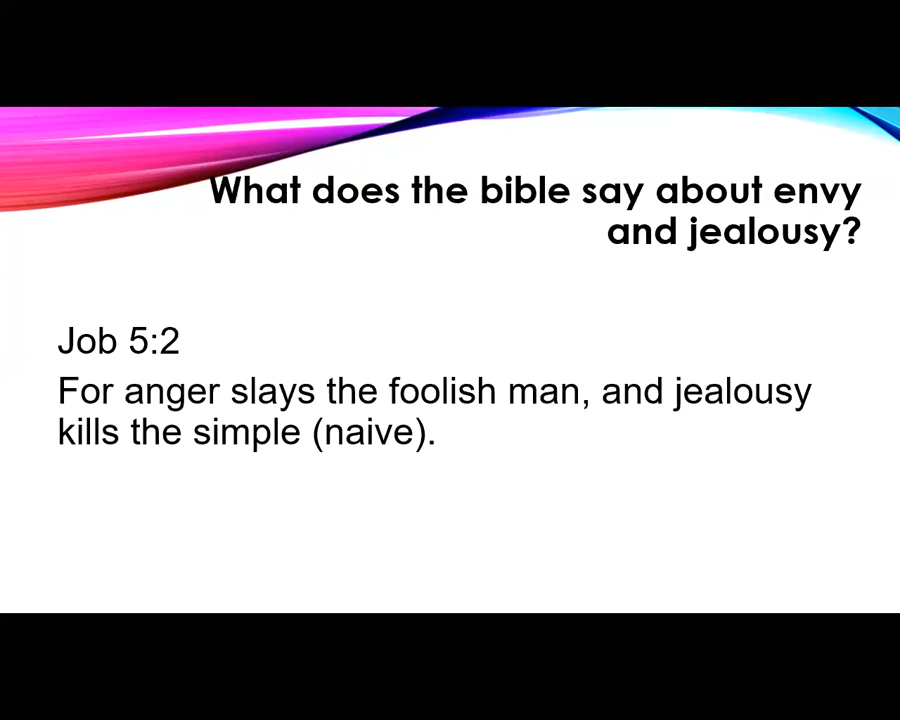 What does the bible say about envy
and jealousy?
Job 5:2
For anger slays the foolish man, and jealousy
kills the simple (naive).